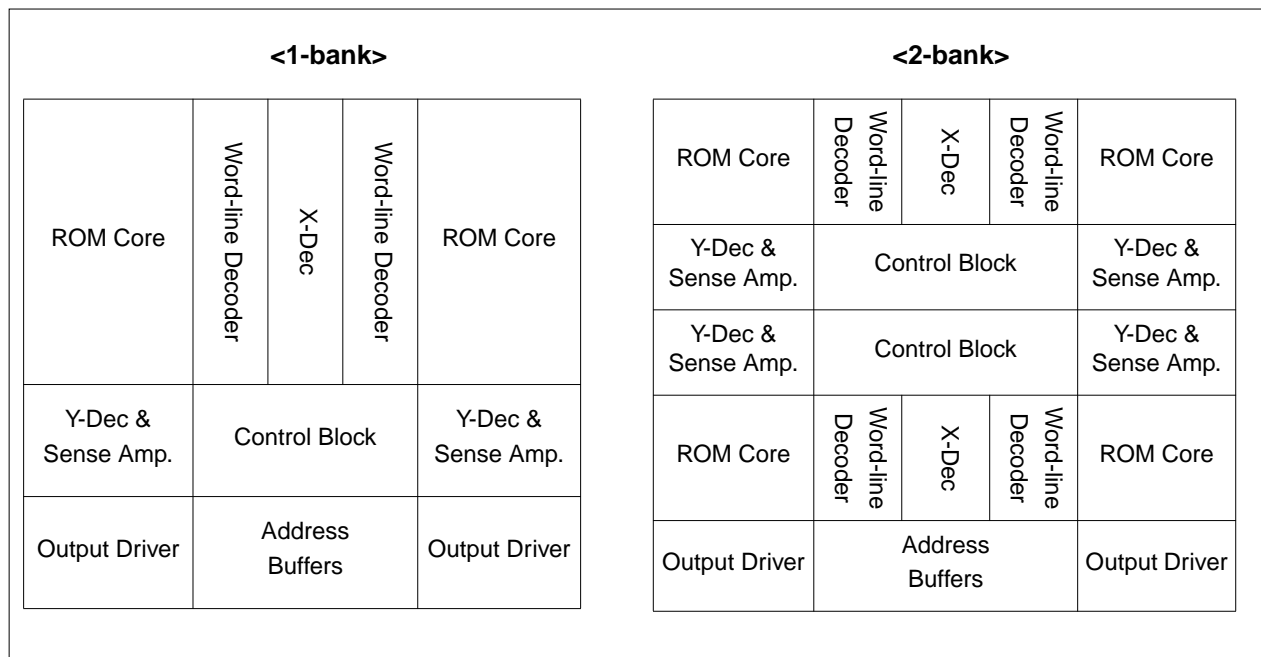 <1-bank>
ROM Core
Word-line Decoder
X-Dec
Word-line Decoder
ROM Core
Y-Dec &
Sense Amp.
Control Block
Y-Dec &
Sense Amp.
Output Driver
Address
Buffers
Output Driver
<2-bank>
ROM Core
Word-line
Decoder
X-Dec
Word-line
Decoder
ROM Core
Y-Dec &
Sense Amp.
Control Block
Y-Dec &
Sense Amp.
Y-Dec &
Sense Amp.
Control Block
Y-Dec &
Sense Amp.
ROM Core
Word-line
Decoder
X-Dec
Word-line
Decoder
ROM Core
Output Driver
Address
Buffers
Output Driver